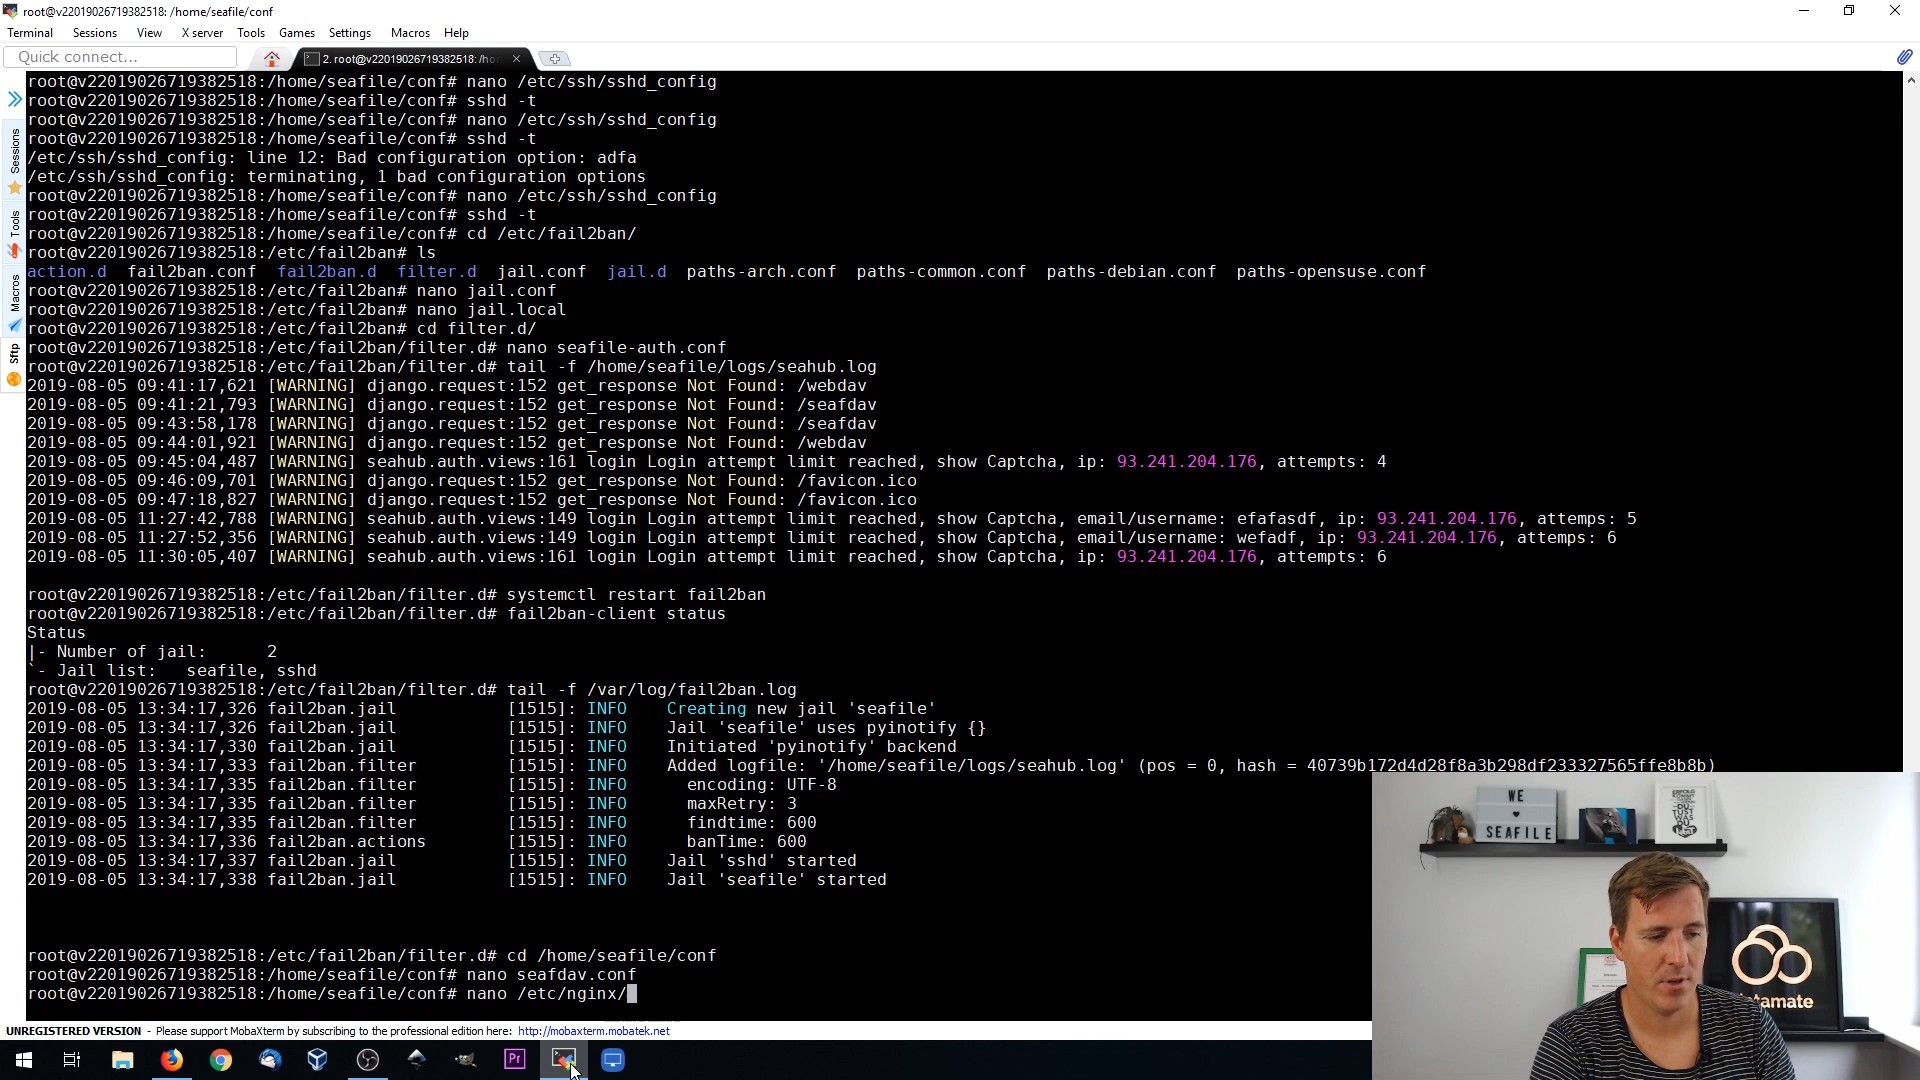 root@v22019026719382518: /home/seafile/conf
Terminal Sessions View X server Tools Games Settings Macros Help
Quick connect...
2. root@v22019026719382518: /hom
Sessions
Tools
Macros
Sftp
root@v22019026719382518:/home/seafile/conf# nano /etc/ssh/sshd_config
root@v22019026719382518:/home/seafile/conf# sshd -t
root@v22019026719382518:/home/seafile/conf# nano /etc/ssh/sshd_config
root@v22019026719382518:/home/seafile/conf# sshd -t
/etc/ssh/sshd_config: line 12: Bad configuration option: adfa
/etc/ssh/sshd_config: terminating, 1 bad configuration options
root@v22019026719382518:/home/seafile/conf# nano /etc/ssh/sshd_config
root@v22019026719382518:/home/seafile/conf# sshd -t
root@v22019026719382518:/home/seafile/conf# cd /etc/fail2ban/
root@v22019026719382518:/etc/fail2ban# ls
action.d fail2ban.conf fail2ban.d filter.d jail.conf jail.d paths-arch.conf paths-common.conf paths-debian.conf paths-opensuse.conf
root@v22019026719382518:/etc/fail2ban# nano jail.conf
root@v22019026719382518:/etc/fail2ban# nano jail.local
root@v22019026719382518:/etc/fail2ban# cd filter.d/
root@v22019026719382518:/etc/fail2ban/filter.d# nano seafile-auth.conf
root@v22019026719382518:/etc/fail2ban/filter.d# tail -f /home/seafile/logs/seahub.log
2019-08-05 09:41:17,621 [WARNING] django.request:152 get_response Not Found: /webdav
2019-08-05 09:41:21,793 [WARNING] django.request:152 get_response Not Found: /seafdav
2019-08-05 09:43:58,178 [WARNING] django.request:152 get_response Not Found: /seafdav
2019-08-05 09:44:01,921 [WARNING] django.request:152 get_response Not Found: /webdav
2019-08-05 09:45:04,487 [WARNING] seahub.auth.views:161 login Login attempt limit reached, show Captcha, ip: 93.241.204.176, attempts: 4
2019-08-05 09:46:09,701 [WARNING] django.request:152 get_response Not Found: /favicon.ico
2019-08-05 09:47:18,827 [WARNING] django.request:152 get_response Not Found: /favicon.ico
2019-08-05 11:27:42,788 [WARNING] seahub.auth.views:149 login Login attempt limit reached, show Captcha, email/username: efafasdf, ip: 93.241.204.176, attemps: 5
2019-08-05 11:27:52,356 [WARNING] seahub.auth.views:149 login Login attempt limit reached, show Captcha, email/username: wefadf, ip: 93.241.204.176, attemps: 6
2019-08-05 11:30:05,407 [WARNING] seahub.auth.views:161 login Login attempt limit reached, show Captcha, ip: 93.241.204.176, attempts: 6
root@v22019026719382518:/etc/fail2ban/filter.d# systemctl restart fail2ban
root@v22019026719382518:/etc/fail2ban/filter.d# fail2ban-client status
Status
|- Number of jail: 2
`- Jail list: seafile, sshd
root@v22019026719382518:/etc/fail2ban/filter.d# tail -f /var/log/fail2ban.log
2019-08-05 13:34:17,326 fail2ban.jail [1515]: INFO Creating new jail 'seafile'
2019-08-05 13:34:17,326 fail2ban.jail [1515]: INFO Jail 'seafile' uses pyinotify {}
2019-08-05 13:34:17,330 fail2ban.jail [1515]: INFO Initiated 'pyinotify' backend
2019-08-05 13:34:17,333 fail2ban.filter [1515]: INFO Added logfile: '/home/seafile/logs/seahub.log' (pos = 0, hash = 40739b172d4d28f8a3b298df233327565ffe8b8b)
2019-08-05 13:34:17,335 fail2ban.filter [1515]: INFO encoding: UTF-8
2019-08-05 13:34:17,335 fail2ban.filter [1515]: INFO maxRetry: 3
2019-08-05 13:34:17,335 fail2ban.filter [1515]: INFO findtime: 600
2019-08-05 13:34:17,336 fail2ban.actions [1515]: INFO banTime: 600
2019-08-05 13:34:17,337 fail2ban.jail [1515]: INFO Jail 'sshd' started
2019-08-05 13:34:17,338 fail2ban.jail [1515]: INFO Jail 'seafile' started
root@v22019026719382518:/etc/fail2ban/filter.d# cd /home/seafile/conf
root@v22019026719382518:/home/seafile/conf# nano seafdav.conf
root@v22019026719382518:/home/seafile/conf# nano /etc/nginx/
UNREGISTERED VERSION - Please support MobaXterm by subscribing to the professional edition here: http://mobaxterm.mobatek.net
Pr
WE
SEAFILE
tamate